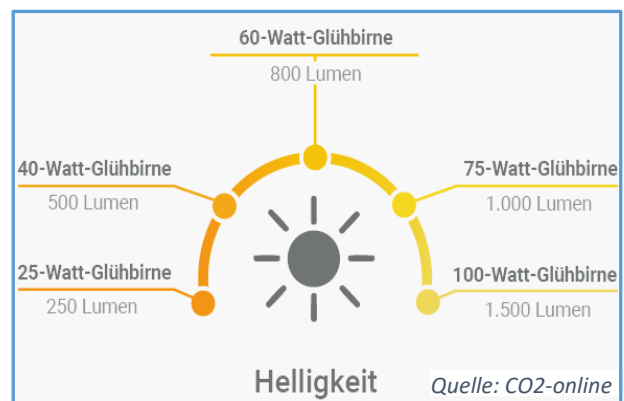 60-Watt-Glühbirne
800 Lumen
40-Watt-Glühbirne
500 Lumen
75-Watt-Glühbirne
1.000 Lumen
25-Watt-Glühbirne
250 Lumen
100-Watt-Glühbirne
1.500 Lumen
Helligkeit
Quelle: CO2-online